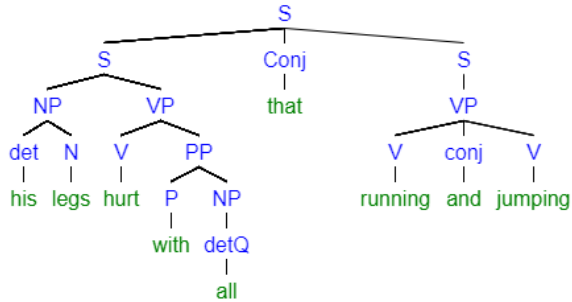 S
S Conj S
NP VP that VP
det N V PP V conj V
his legs hurt P NP running and jumping
with detQ
all